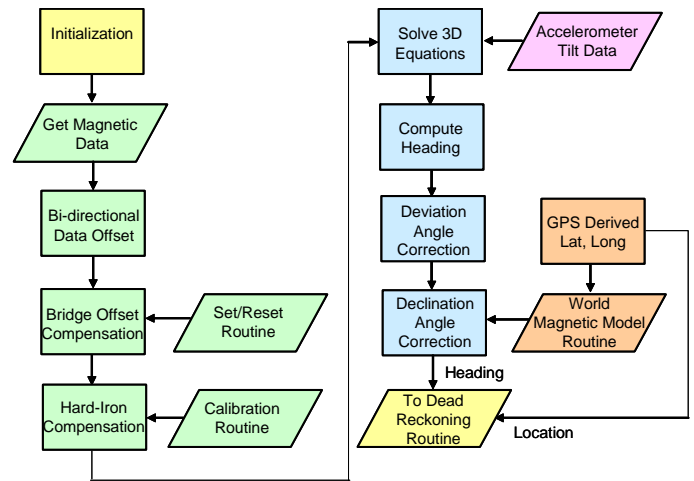 Initialization
Get Magnetic
Data
Bi-directional
Data Offset
Bridge Offset
Compensation
Set/Reset
Routine
Hard-Iron
Compensation
Calibration
Routine
Solve 3D
Equations
Accelerometer
Tilt Data
Compute
Heading
Deviation
Angle
Correction
GPS Derived
Lat, Long
Declination
Angle
Correction
World
Magnetic Model
Routine
Heading
To Dead
Reckoning
Routine
Location